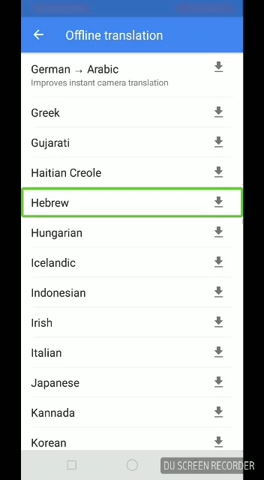 Offline translation
German → Arabic
Improves instant camera translation
Greek
Gujarati
Haitian Creole
Hebrew
Hungarian
Icelandic
Indonesian
Irish
Italian
Japanese
Kannada
Korean
DU SCREEN RECORDER